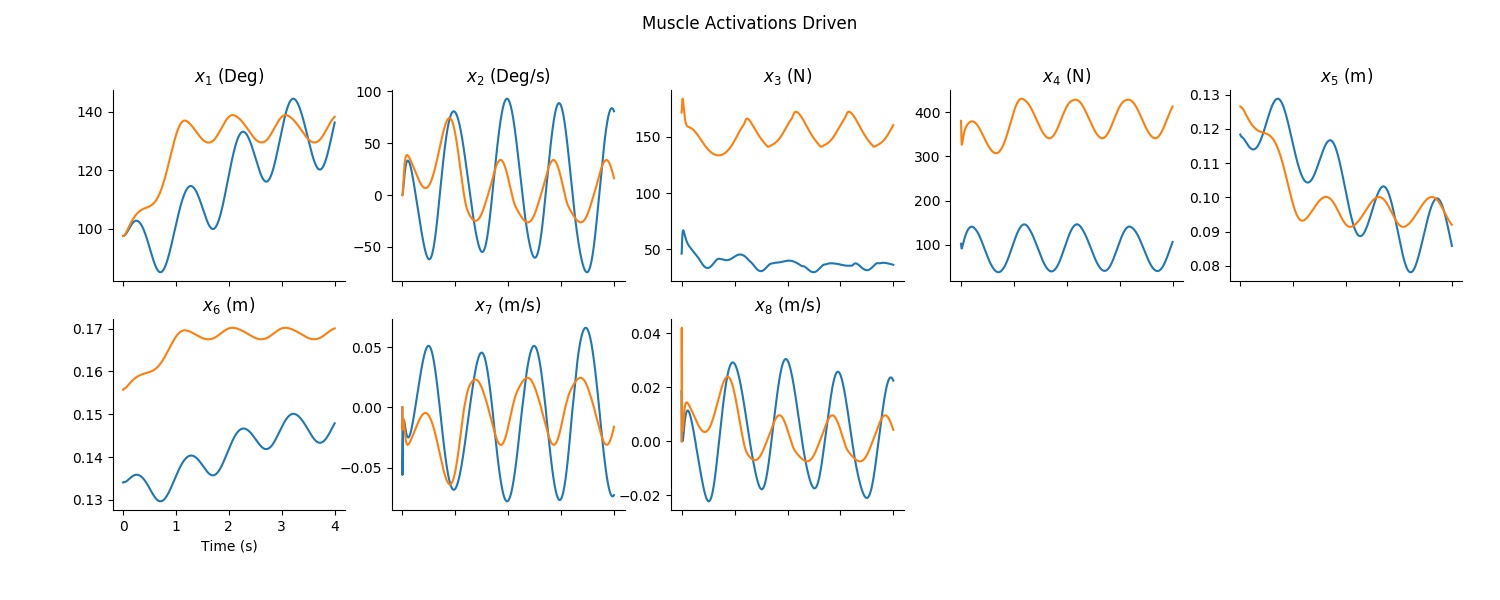 Muscle Activations Driven
x₁ (Deg)
x₂ (Deg/s)
x₃ (N)
x₄ (N)
x₅ (m)
140
120
100
100
50
0
−50
150
100
50
400
300
200
100
0.13
0.12
0.11
0.10
0.09
0.08
x₆ (m)
x₇ (m/s)
x₈ (m/s)
0.17
0.16
0.15
0.14
0.13
0.05
0.00
−0.05
0.04
0.02
0.00
−0.02
0 1 2 3 4
Time (s)